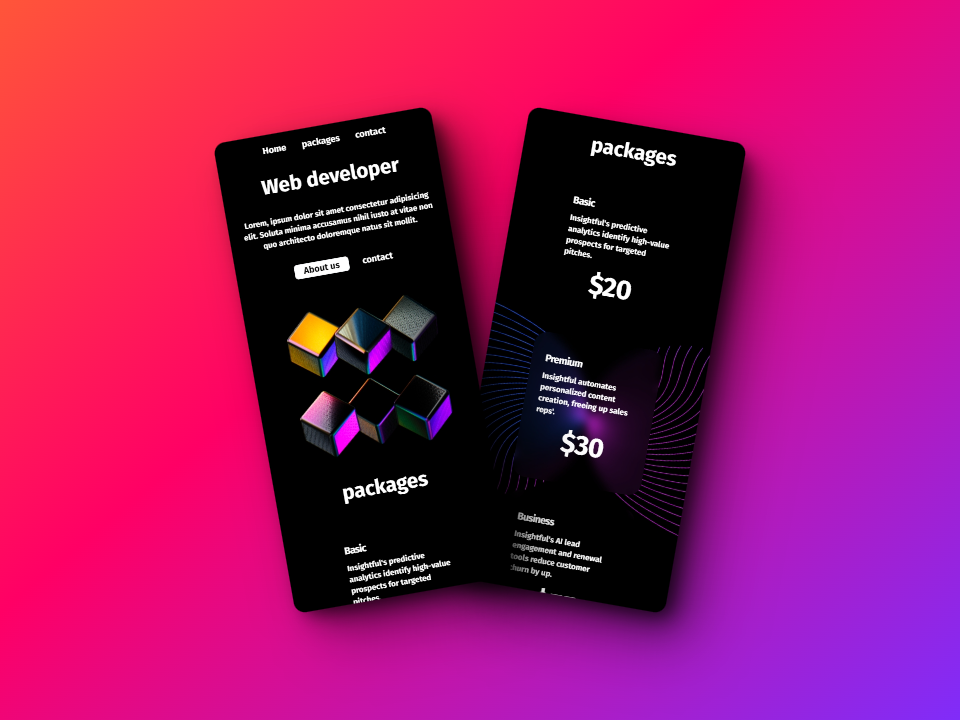 Home packages contact
Web developer
Lorem, ipsum dolor sit amet consectetur adipisicing
elit. Soluta minima accusamus nihil iusto at vitae non
quo architecto doloremque natus sit mollit.
About us contact
packages
Basic
Insightful's predictive
analytics identify high-value
prospects for targeted
pitches.
packages
Basic
Insightful's predictive
analytics identify high-value
prospects for targeted
pitches.
$20
Premium
Insightful automates
personalized content
creation, freeing up sales
reps'.
$30
Business
Insightful's AI lead
engagement and renewal
tools reduce customer
churn by up.